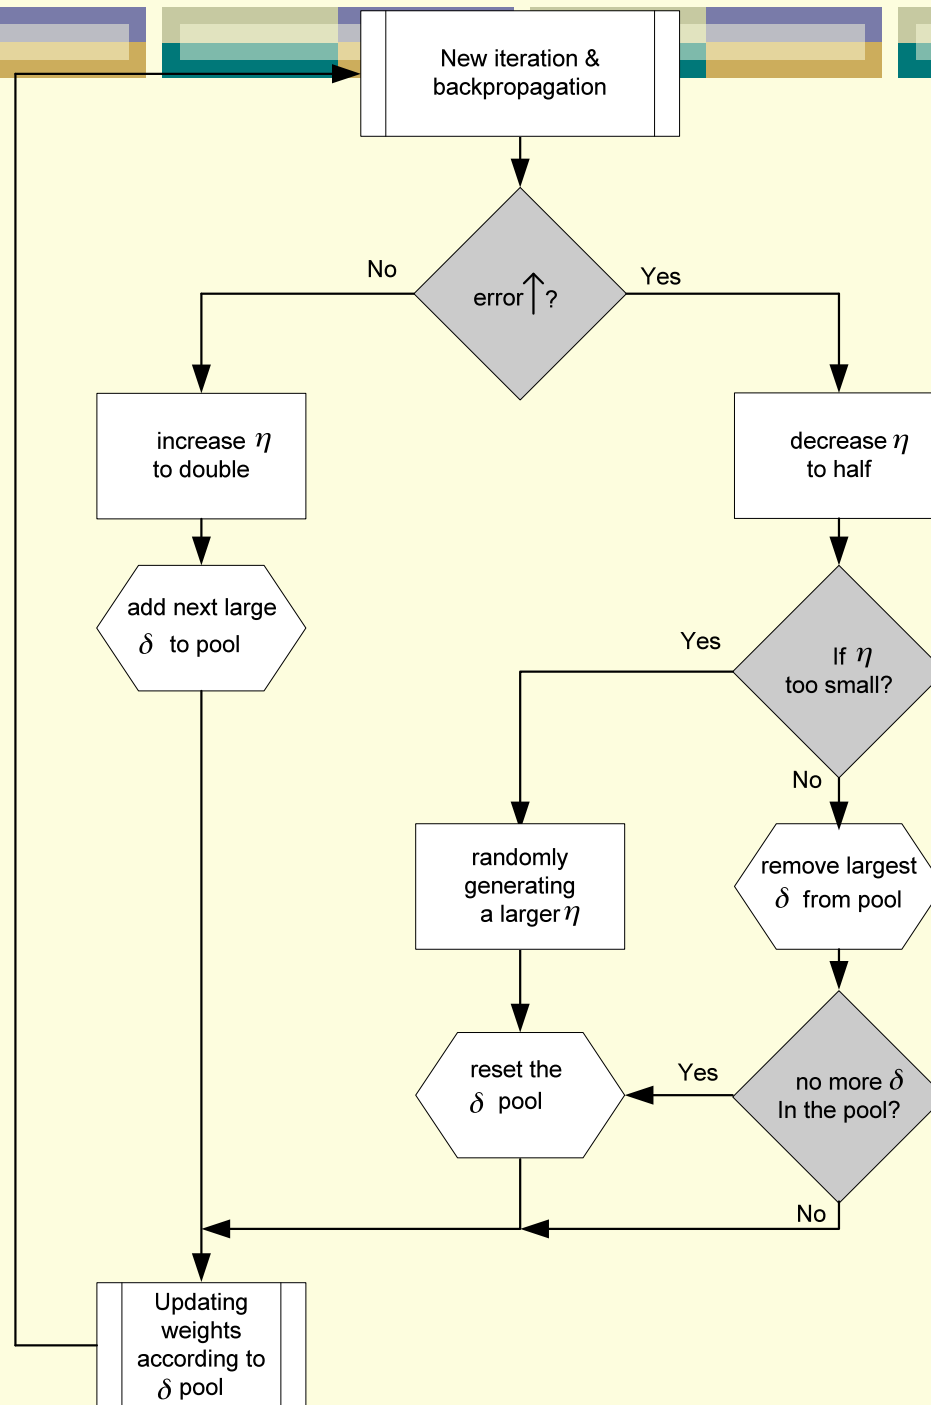 New iteration &
backpropagation
No
Yes
error ↑ ?
increase η
to double
decrease η
to half
add next large
δ to pool
Yes
If η
too small?
No
randomly
generating
a larger η
remove largest
δ from pool
reset the
δ pool
Yes
no more δ
In the pool?
No
Updating
weights
according to
δ pool